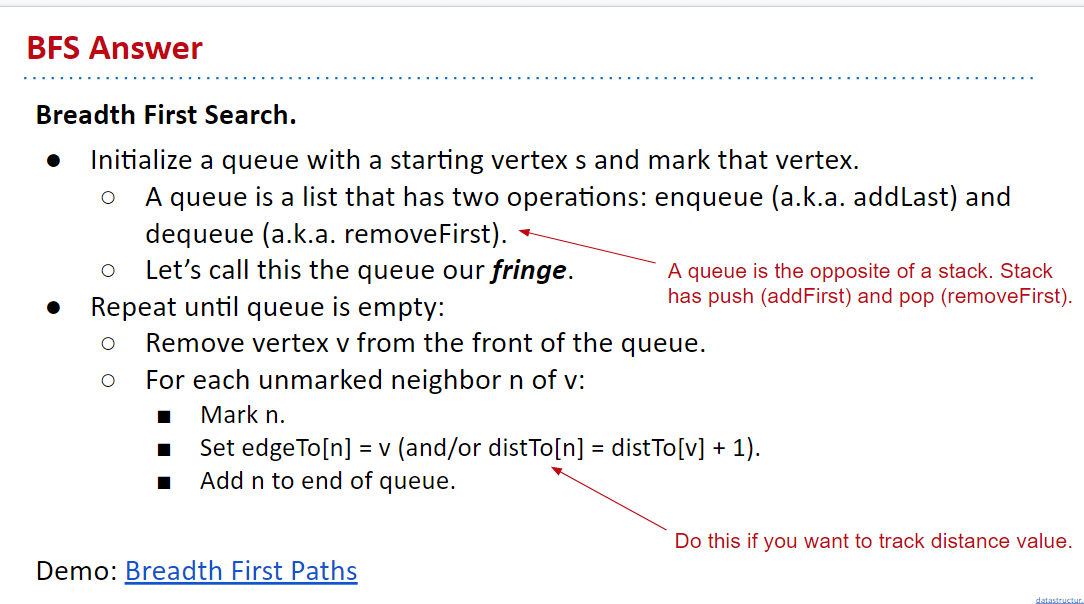 BFS Answer
Breadth First Search.
● Initialize a queue with a starting vertex s and mark that vertex.
○ A queue is a list that has two operations: enqueue (a.k.a. addLast) and
dequeue (a.k.a. removeFirst).
○ Let’s call this the queue our fringe.
A queue is the opposite of a stack. Stack
has push (addFirst) and pop (removeFirst).
● Repeat until queue is empty:
○ Remove vertex v from the front of the queue.
○ For each unmarked neighbor n of v:
■ Mark n.
■ Set edgeTo[n] = v (and/or distTo[n] = distTo[v] + 1).
■ Add n to end of queue.
Do this if you want to track distance value.
Demo: Breadth First Paths
datastructur.